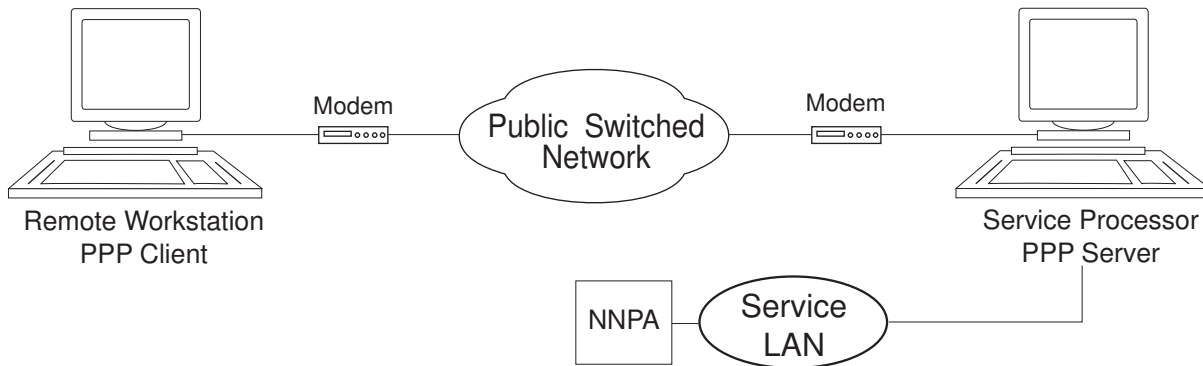 Modem
Modem
Public Switched
Network
Remote Workstation
PPP Client
Service Processor
PPP Server
NNPA
Service
LAN